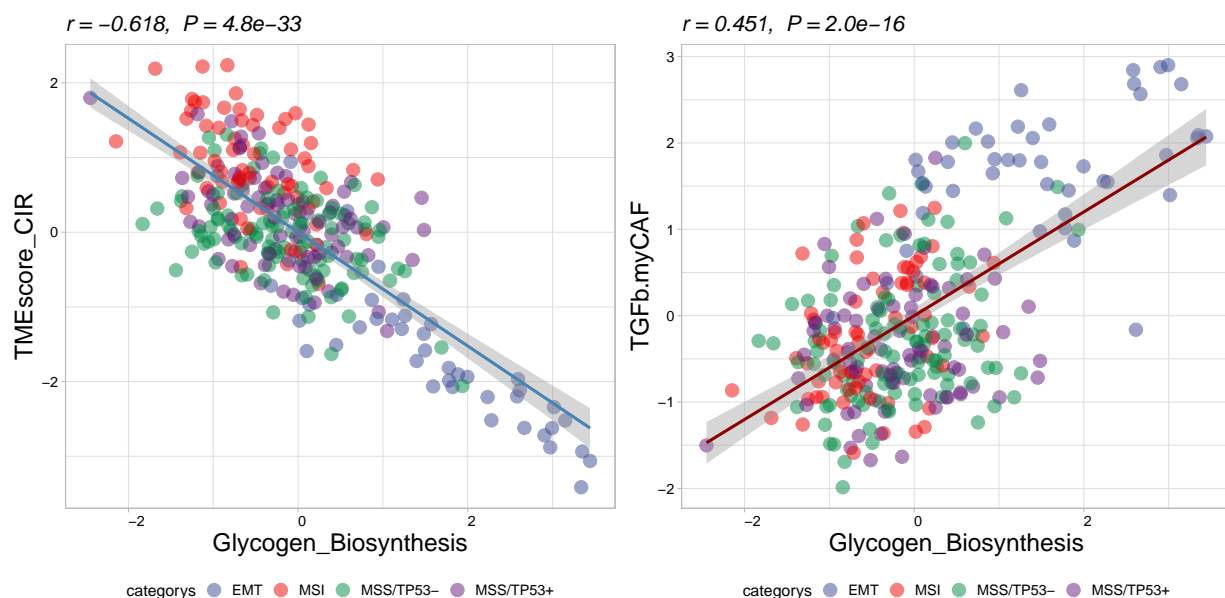 r = −0.618,  P = 4.8e−33
TMEscore_CIR
2
0
−2
−2
0
2
Glycogen_Biosynthesis
categorys EMT MSI MSS/TP53− MSS/TP53+
r = 0.451,  P = 2.0e−16
TGFb.myCAF
3
2
1
0
−1
−2
−2
0
2
Glycogen_Biosynthesis
categorys EMT MSI MSS/TP53− MSS/TP53+